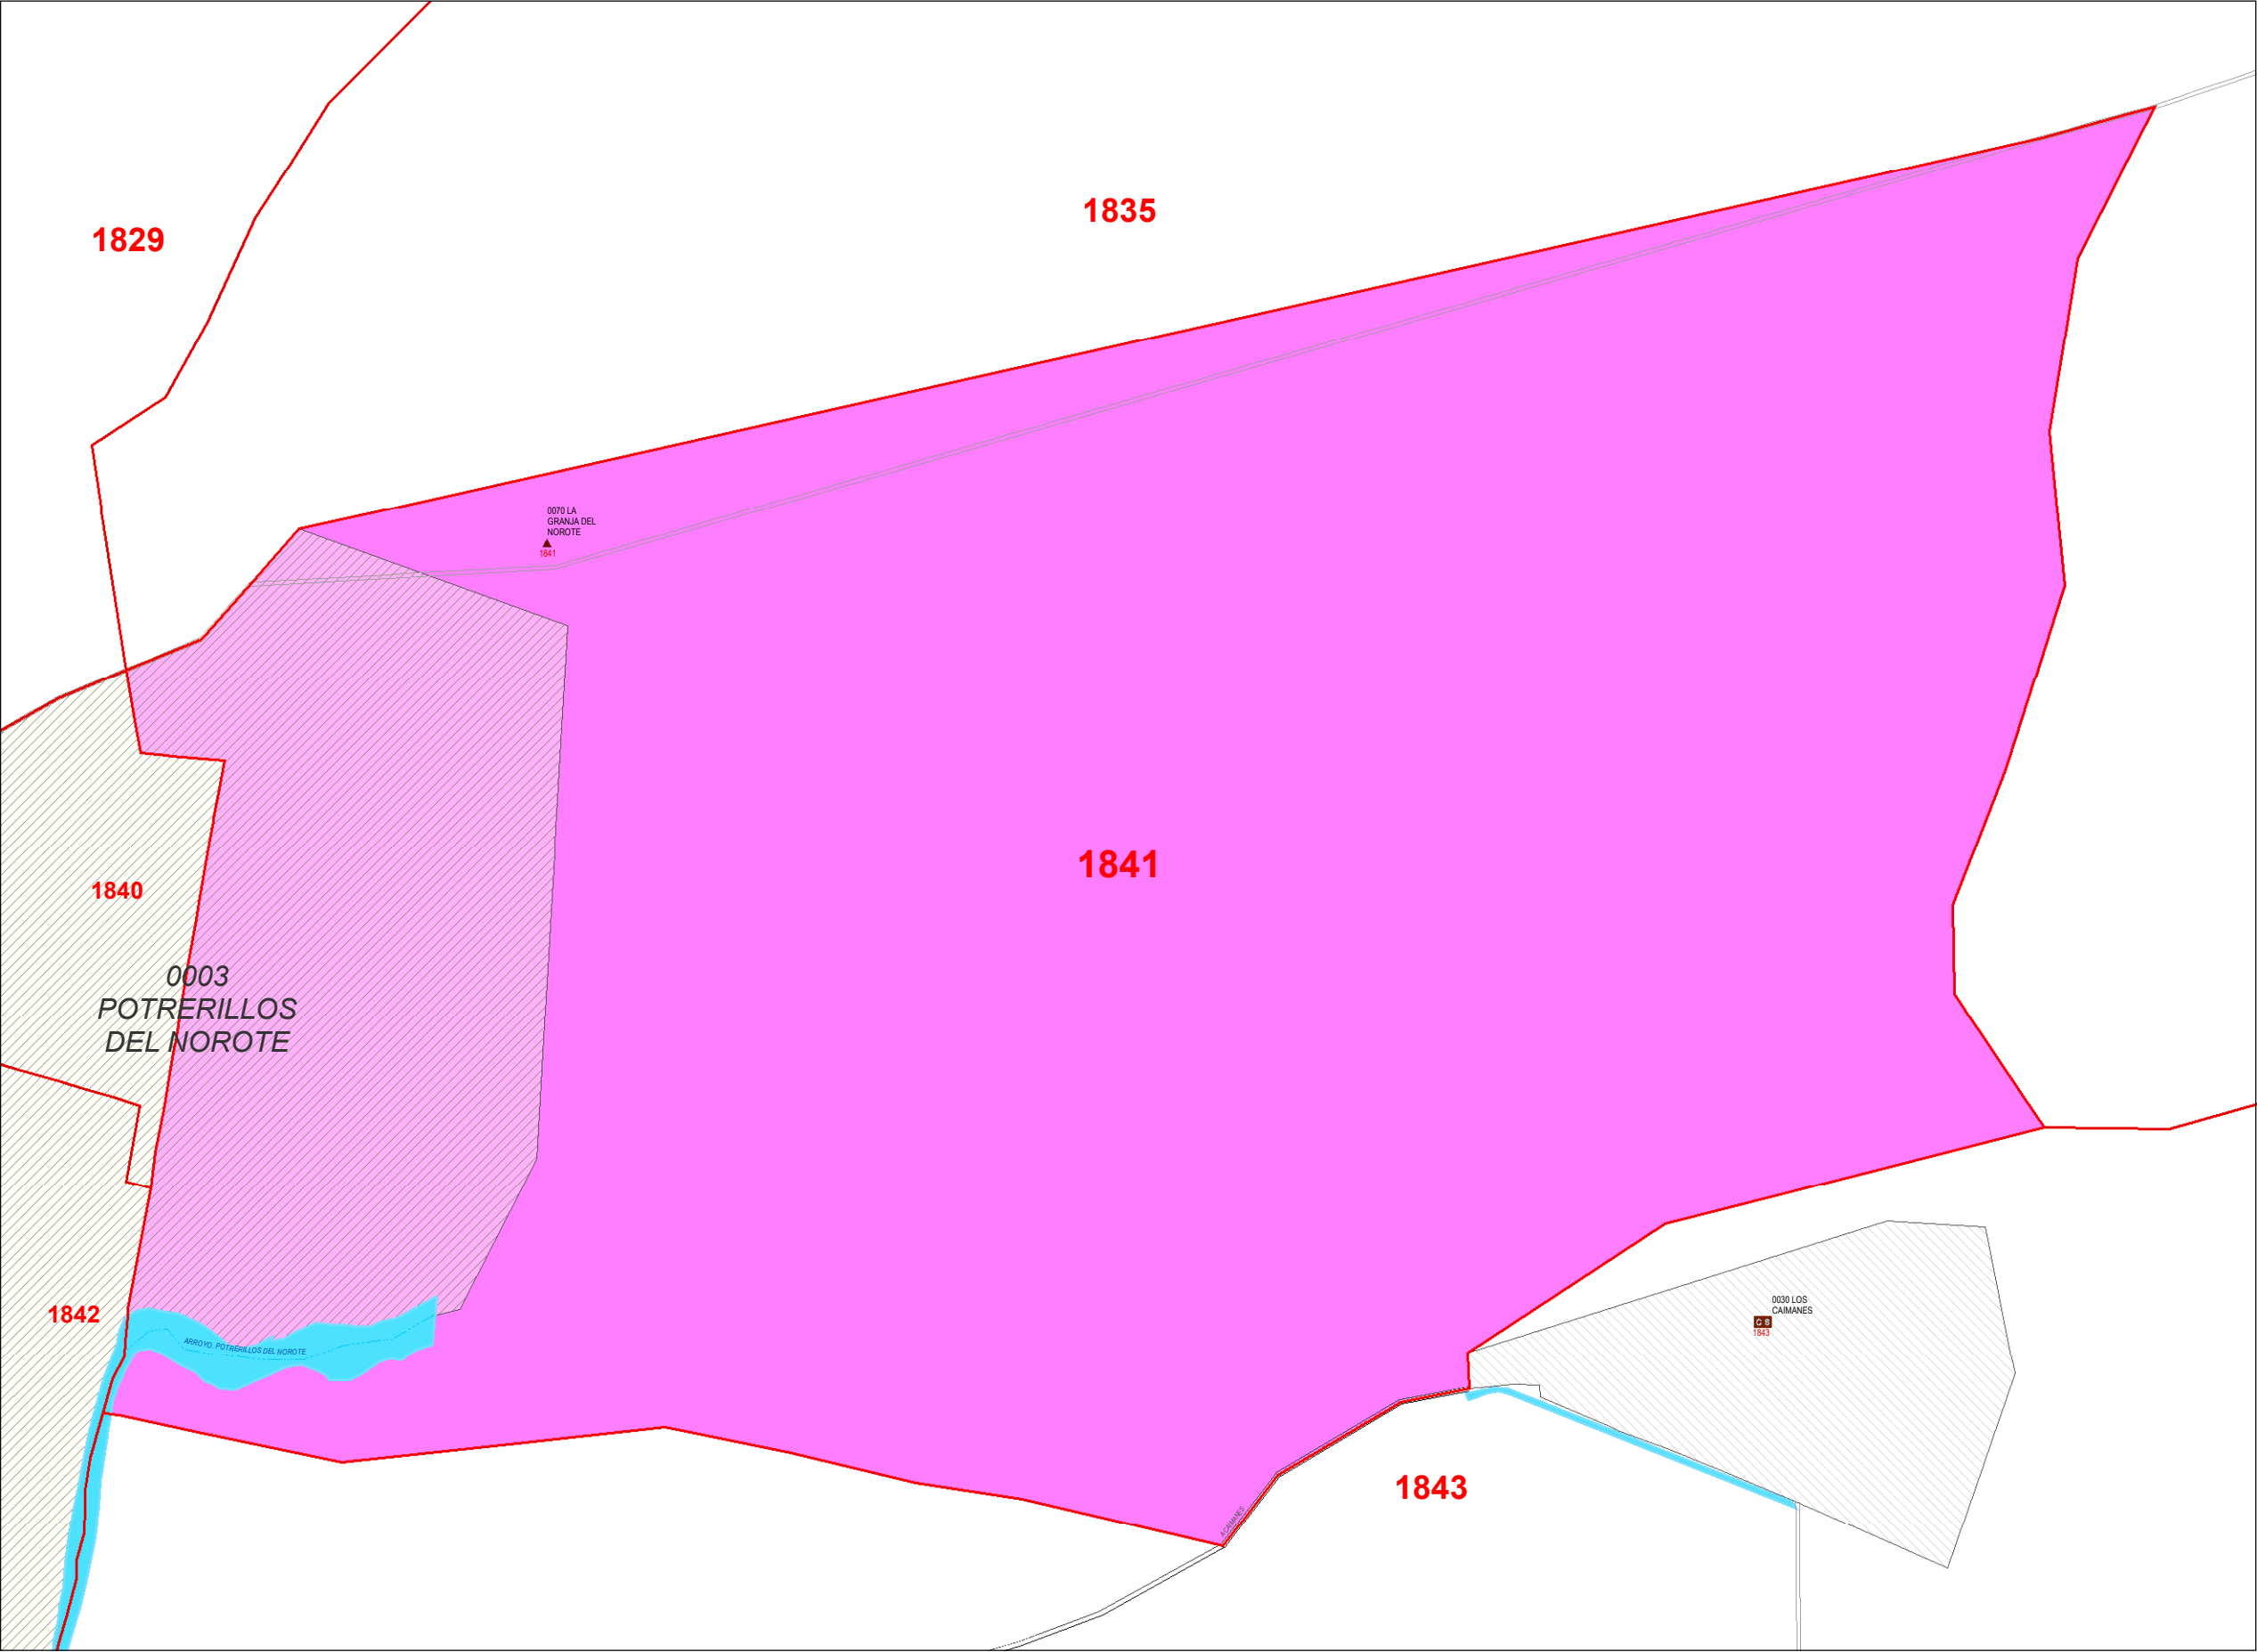 1835
1829
0070 LA
GRANJA DEL
NOROTE
1841
1841
1840
0003
POTRERILLOS
DEL NOROTE
0030 LOS
CAIMANES
C S
1843
1842
ARROYO. POTRERILLOS DEL NOROTE
1843
A CAIMANES